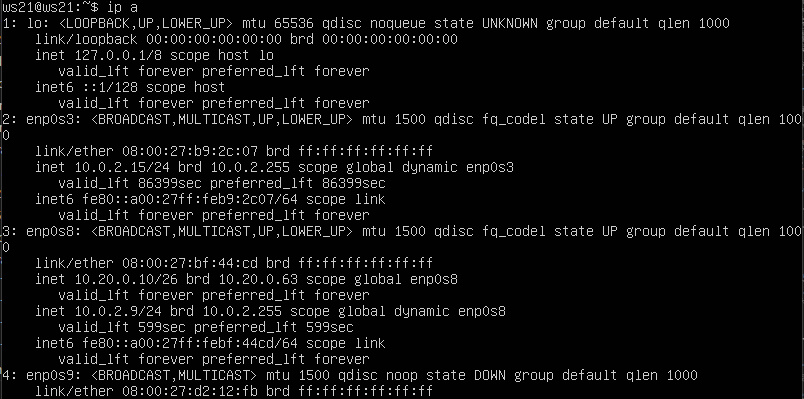 ws21@ws21:~$ ip a
1: lo: <LOOPBACK,UP,LOWER_UP> mtu 65536 qdisc noqueue state UNKNOWN group default qlen 1000
    link/loopback 00:00:00:00:00:00 brd 00:00:00:00:00:00
    inet 127.0.0.1/8 scope host lo
       valid_lft forever preferred_lft forever
    inet6 ::1/128 scope host
       valid_lft forever preferred_lft forever
2: enp0s3: <BROADCAST,MULTICAST,UP,LOWER_UP> mtu 1500 qdisc fq_codel state UP group default qlen 100
0
    link/ether 08:00:27:b9:2c:07 brd ff:ff:ff:ff:ff:ff
    inet 10.0.2.15/24 brd 10.0.2.255 scope global dynamic enp0s3
       valid_lft 86399sec preferred_lft 86399sec
    inet6 fe80::a00:27ff:feb9:2c07/64 scope link
       valid_lft forever preferred_lft forever
3: enp0s8: <BROADCAST,MULTICAST,UP,LOWER_UP> mtu 1500 qdisc fq_codel state UP group default qlen 100
0
    link/ether 08:00:27:bf:44:cd brd ff:ff:ff:ff:ff:ff
    inet 10.20.0.10/26 brd 10.20.0.63 scope global enp0s8
       valid_lft forever preferred_lft forever
    inet 10.0.2.9/24 brd 10.0.2.255 scope global dynamic enp0s8
       valid_lft 599sec preferred_lft 599sec
    inet6 fe80::a00:27ff:febf:44cd/64 scope link
       valid_lft forever preferred_lft forever
4: enp0s9: <BROADCAST,MULTICAST> mtu 1500 qdisc noop state DOWN group default qlen 1000
    link/ether 08:00:27:d2:12:fb brd ff:ff:ff:ff:ff:ff